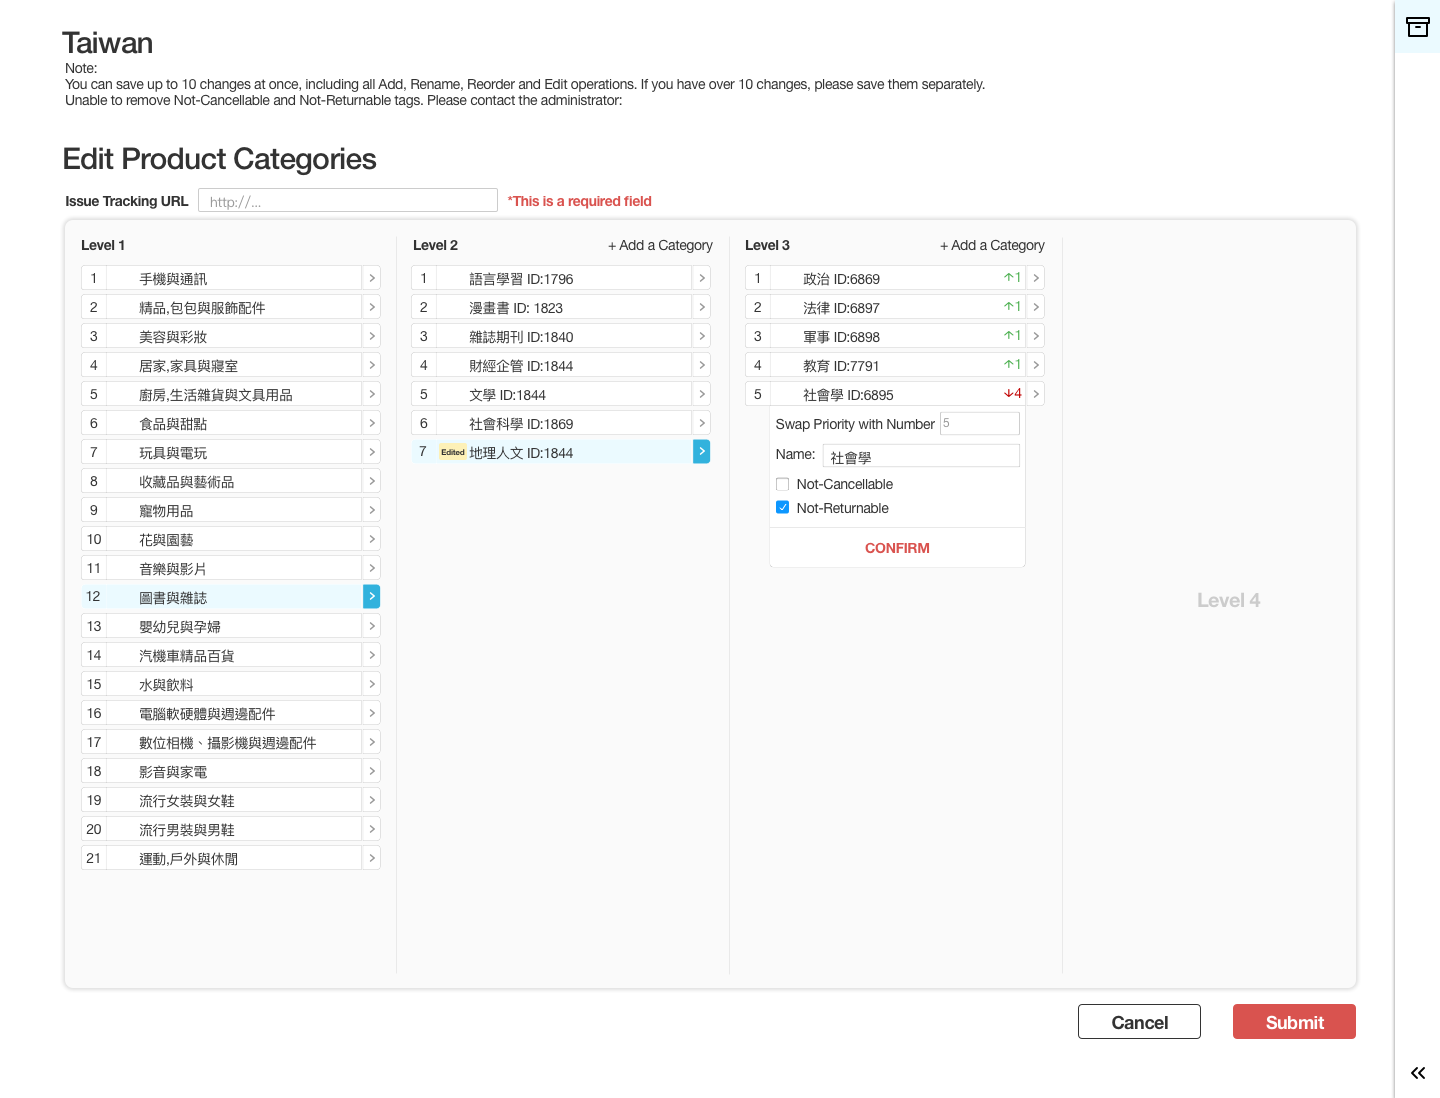 Taiwan
Note:
You can save up to 10 changes at once, including all Add, Rename, Reorder and Edit operations. If you have over 10 changes, please save them separately.
Unable to remove Not-Cancellable and Not-Returnable tags. Please contact the administrator:
Edit Product Categories
Issue Tracking URL http://... *This is a required field
Level 1
1 手機與通訊
2 精品,包包與服飾配件
3 美容與彩妝
4 居家,家具與寢室
5 廚房,生活雜貨與文具用品
6 食品與甜點
7 玩具與電玩
8 收藏品與藝術品
9 寵物用品
10 花與園藝
11 音樂與影片
12 圖書與雜誌
13 嬰幼兒與孕婦
14 汽機車精品百貨
15 水與飲料
16 電腦軟硬體與週邊配件
17 數位相機、攝影機與週邊配件
18 影音與家電
19 流行女裝與女鞋
20 流行男裝與男鞋
21 運動,戶外與休閒
Level 2 + Add a Category
1 語言學習 ID:1796
2 漫畫書 ID: 1823
3 雜誌期刊 ID:1840
4 財經企管 ID:1844
5 文學 ID:1844
6 社會科學 ID:1869
7 Edited 地理人文 ID:1844
Level 3 + Add a Category
1 政治 ID:6869 ↑1
2 法律 ID:6897 ↑1
3 軍事 ID:6898 ↑1
4 教育 ID:7791 ↑1
5 社會學 ID:6895 ↓4
Swap Priority with Number 5
Name: 社會學
Not-Cancellable
Not-Returnable
CONFIRM
Level 4
Cancel Submit